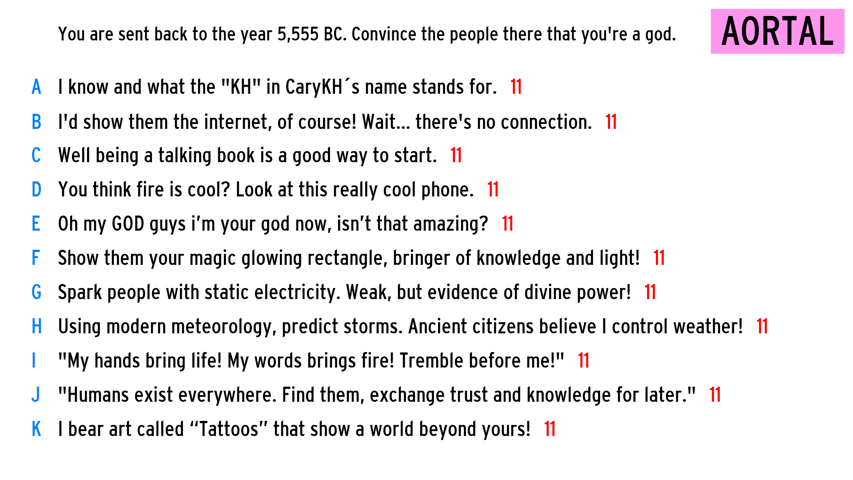 You are sent back to the year 5,555 BC. Convince the people there that you're a god.
AORTAL
A I know and what the "KH" in CaryKH´s name stands for. 11
B I'd show them the internet, of course! Wait... there's no connection. 11
C Well being a talking book is a good way to start. 11
D You think fire is cool? Look at this really cool phone. 11
E Oh my GOD guys i’m your god now, isn’t that amazing? 11
F Show them your magic glowing rectangle, bringer of knowledge and light! 11
G Spark people with static electricity. Weak, but evidence of divine power! 11
H Using modern meteorology, predict storms. Ancient citizens believe I control weather! 11
I "My hands bring life! My words brings fire! Tremble before me!" 11
J "Humans exist everywhere. Find them, exchange trust and knowledge for later." 11
K I bear art called “Tattoos” that show a world beyond yours! 11